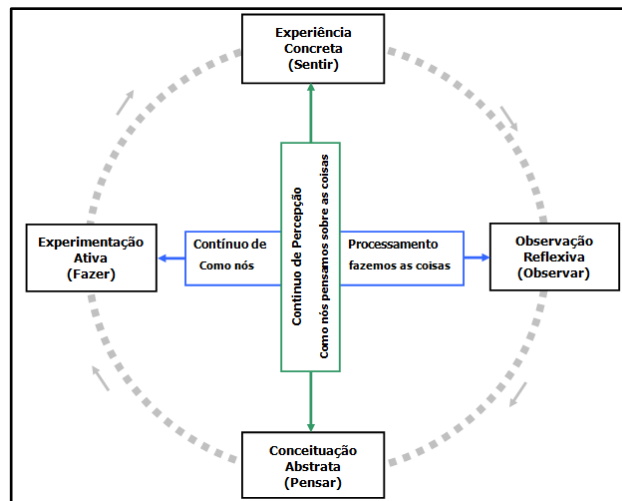 Experiência
Concreta
(Sentir)
Experimentação
Ativa
(Fazer)
Contínuo de
Como nós
Contínuo de Percepção
Como nós pensamos sobre as coisas
Processamento
fazemos as coisas
Observação
Reflexiva
(Observar)
Conceituação
Abstrata
(Pensar)